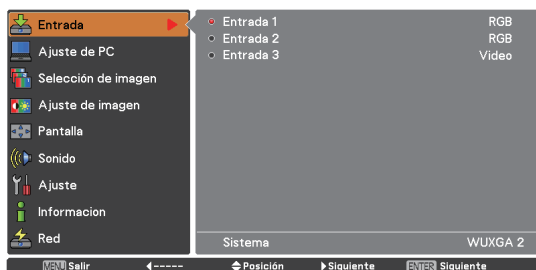 Entrada
Ajuste de PC
Selección de imagen
Ajuste de imagen
Pantalla
Sonido
Ajuste
Informacion
Red
Entrada 1 RGB
Entrada 2 RGB
Entrada 3 Video
Sistema WUXGA 2
MENU Salir ----- Posición Siguiente ENTER Siguiente